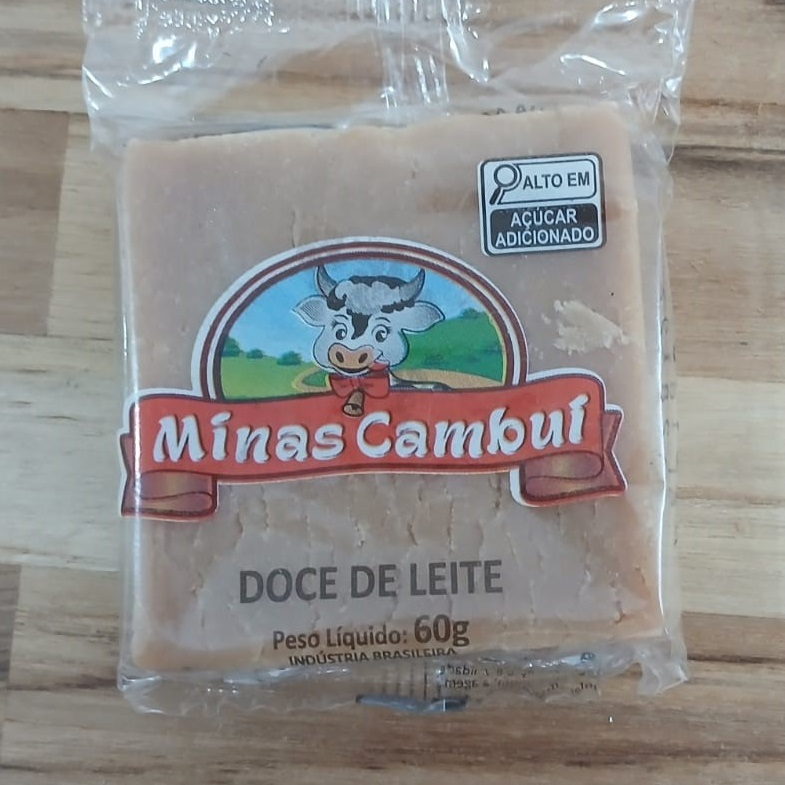 ALTO EM
AÇÚCAR
ADICIONADO
Minas Cambuí
DOCE DE LEITE
Peso Líquido: 60g
INDÚSTRIA BRASILEIRA